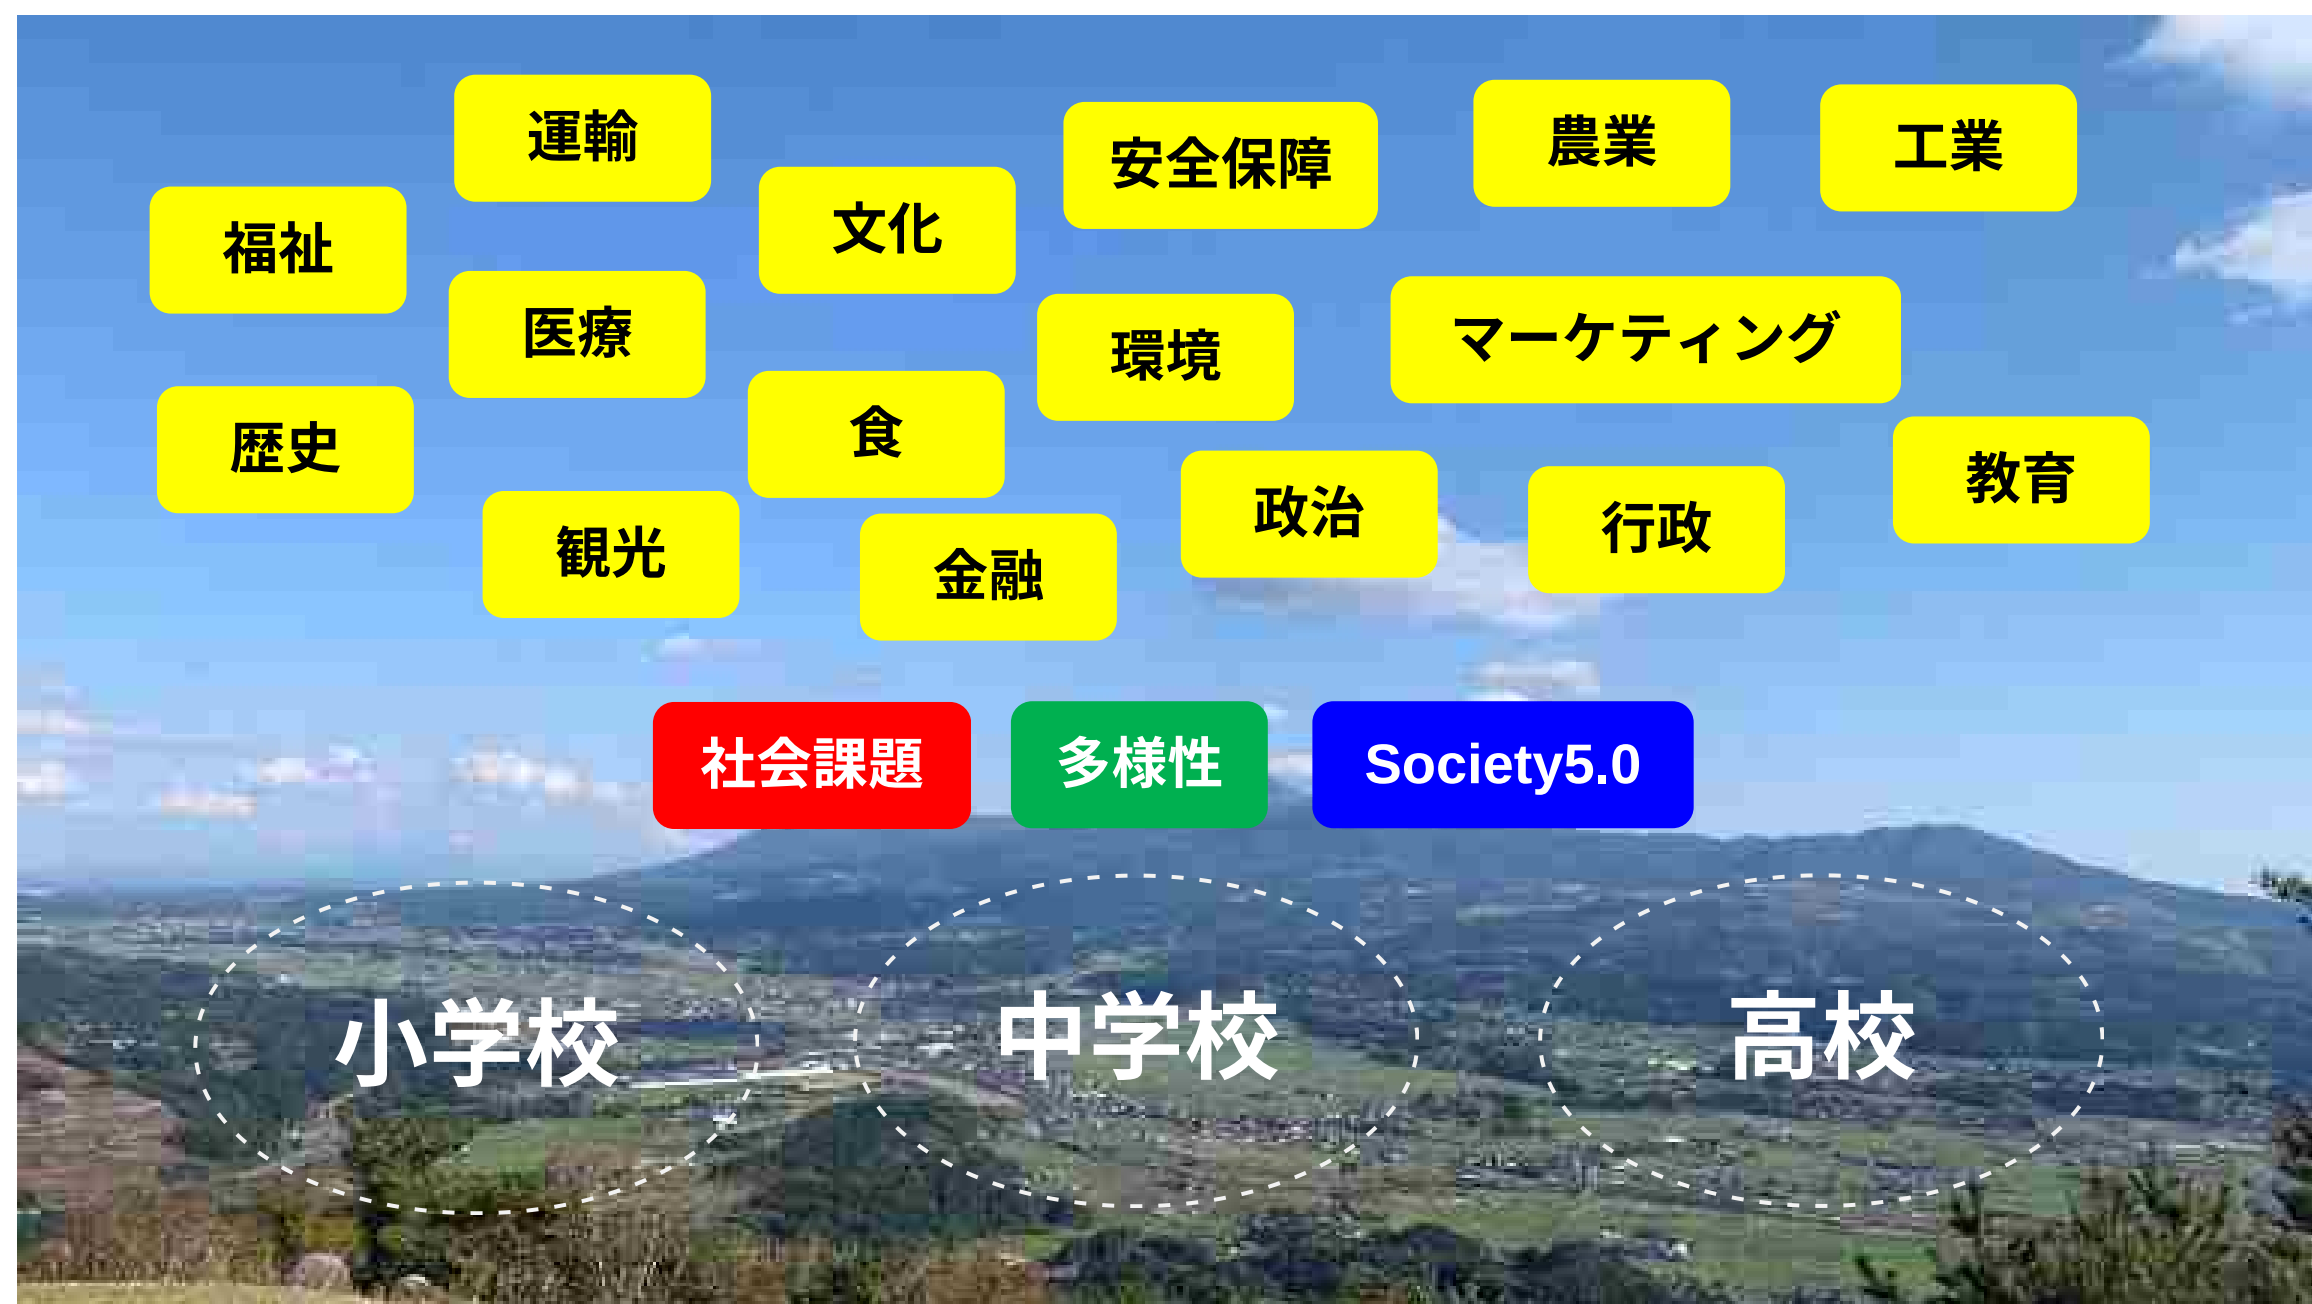 運輸
農業
工業
安全保障
文化
福祉
医療
環境
マーケティング
歴史
食
教育
政治
行政
観光
金融
社会課題
多様性
Society5.0
小学校
中学校
高校